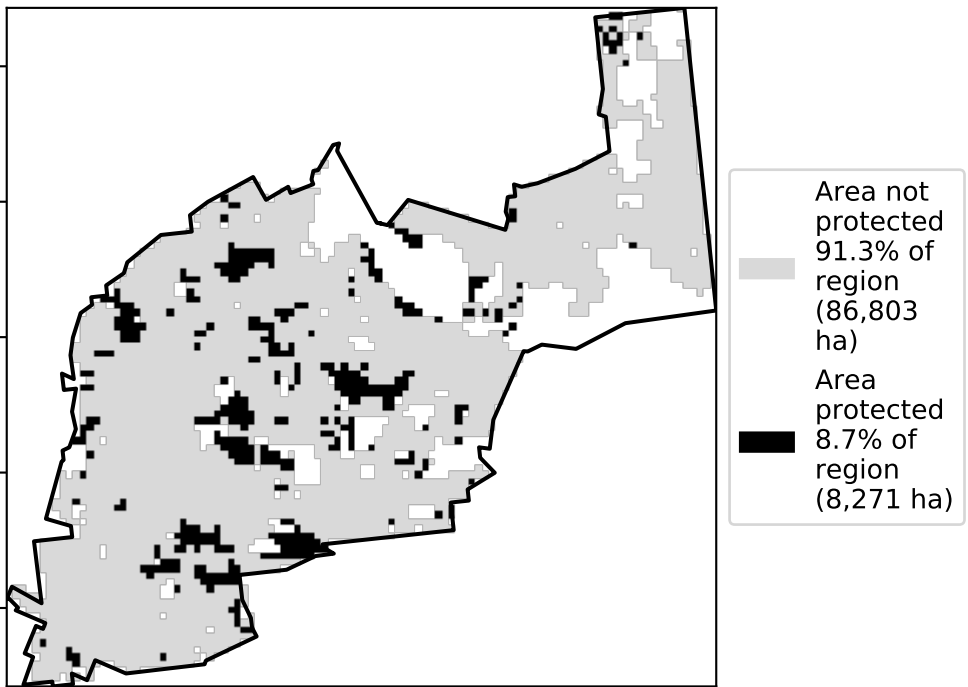 Area not
protected
91.3% of
region
(86,803
ha)
Area
protected
8.7% of
region
(8,271 ha)